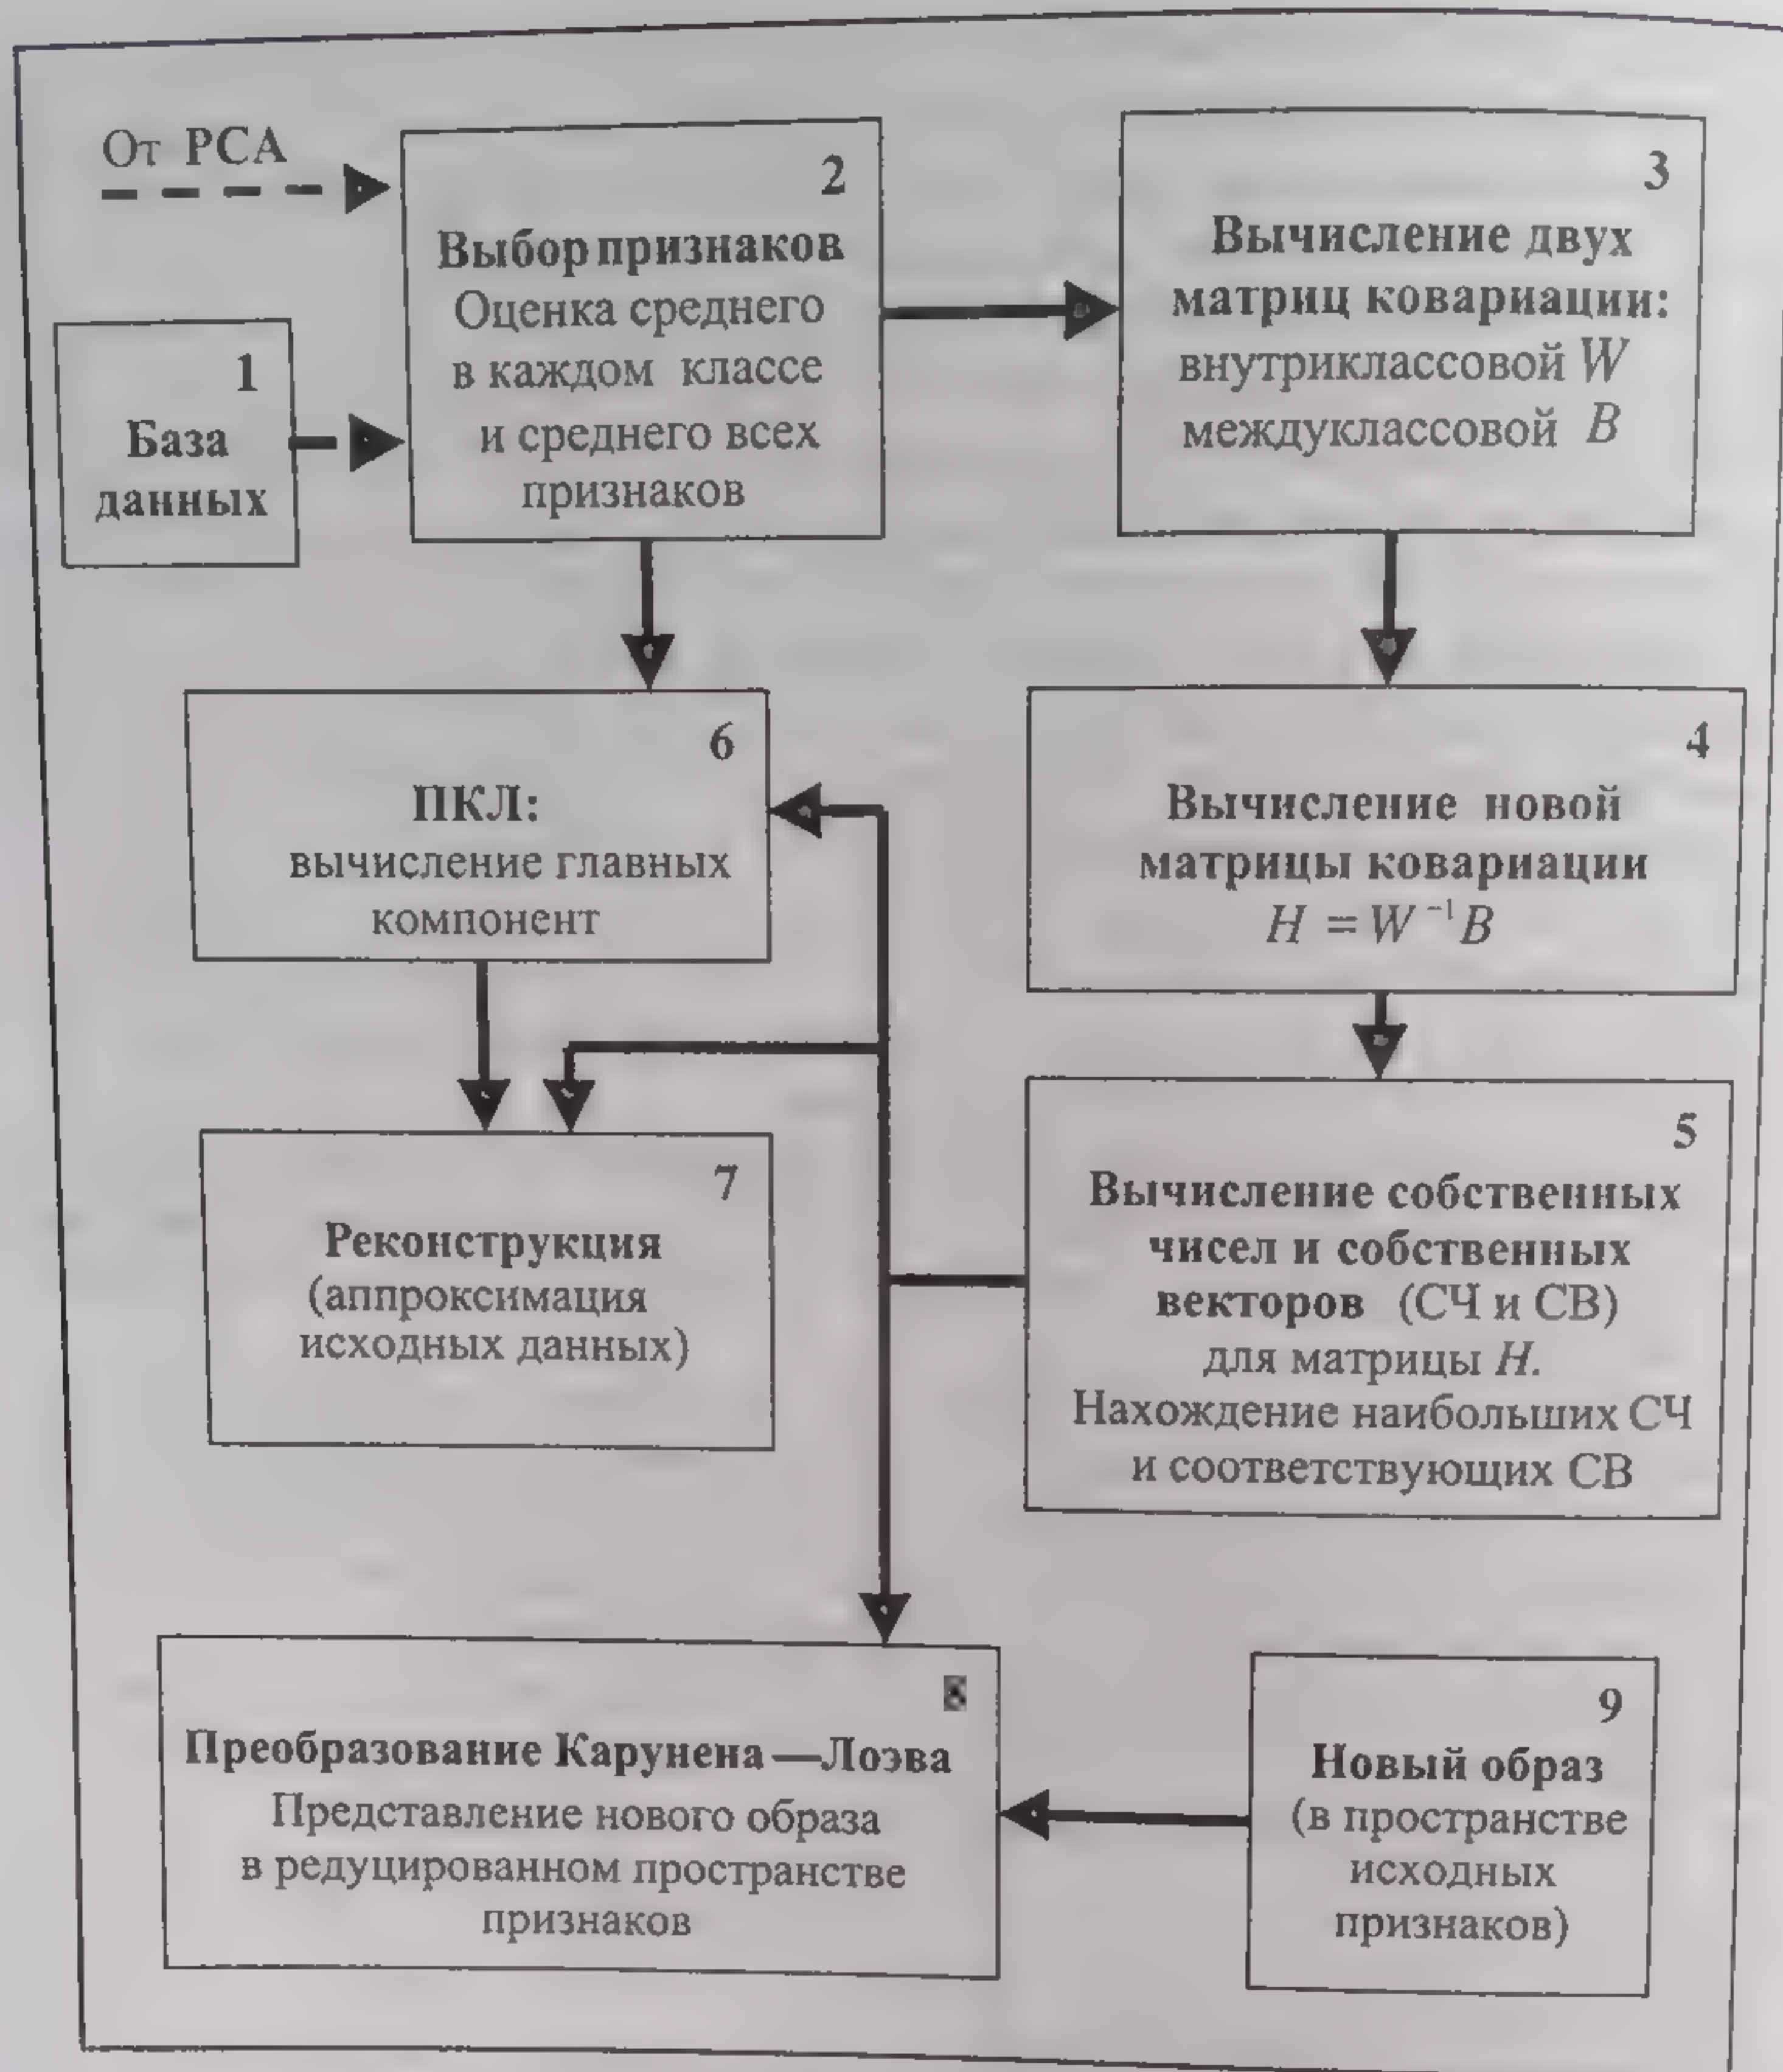 От PCA
1
База
данных
2
Выбор признаков
Оценка среднего
в каждом классе
и среднего всех
признаков
3
Вычисление двух
матриц ковариации:
внутриклассовой W
междуклассовой B
4
Вычисление новой
матрицы ковариации
H = W⁻¹B
5
Вычисление собственных
чисел и собственных
векторов (СЧ и СВ)
для матрицы H.
Нахождение наибольших СЧ
и соответствующих СВ
6
ПКЛ:
вычисление главных
компонент
7
Реконструкция
(аппроксимация
исходных данных)
8
Преобразование Карунена—Лоэва
Представление нового образа
в редуцированном пространстве
признаков
9
Новый образ
(в пространстве
исходных
признаков)